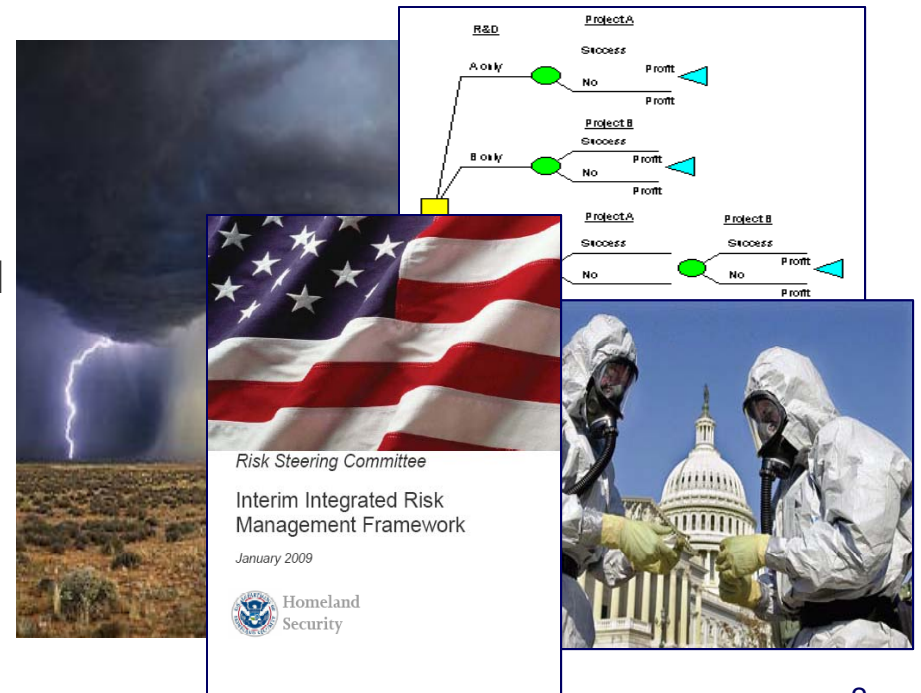 R&D
Project A
Success
A only
No
Profit
Profit
Project B
Success
B only
Profit
No
Profit
Project A
Project B
Success
Success
Profit
No
No
Profit
Risk Steering Committee
Interim Integrated Risk
Management Framework
January 2009
Homeland
Security